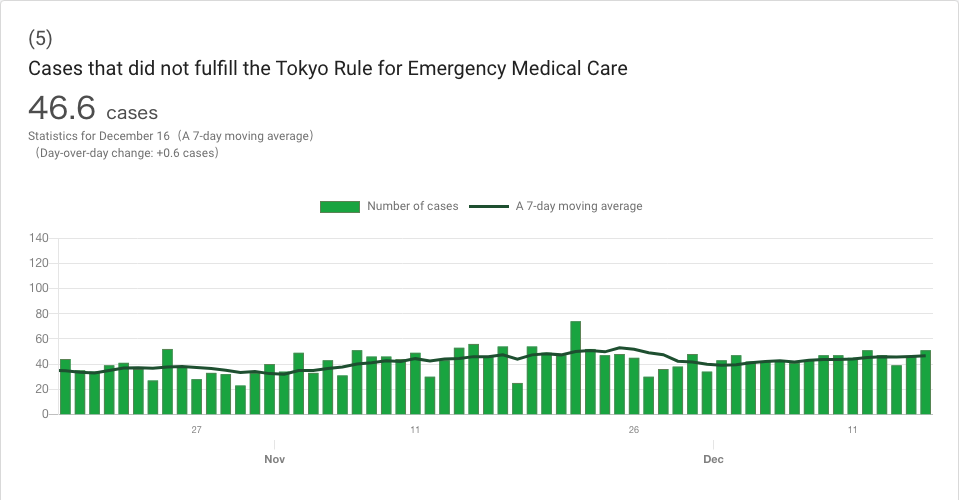 (5)
Cases that did not fulfill the Tokyo Rule for Emergency Medical Care
46.6 cases
Statistics for December 16（A 7-day moving average）
（Day-over-day change: +0.6 cases）
Number of cases A 7-day moving average
140
120
100
80
60
40
20
0
27 11 26 11
Nov Dec